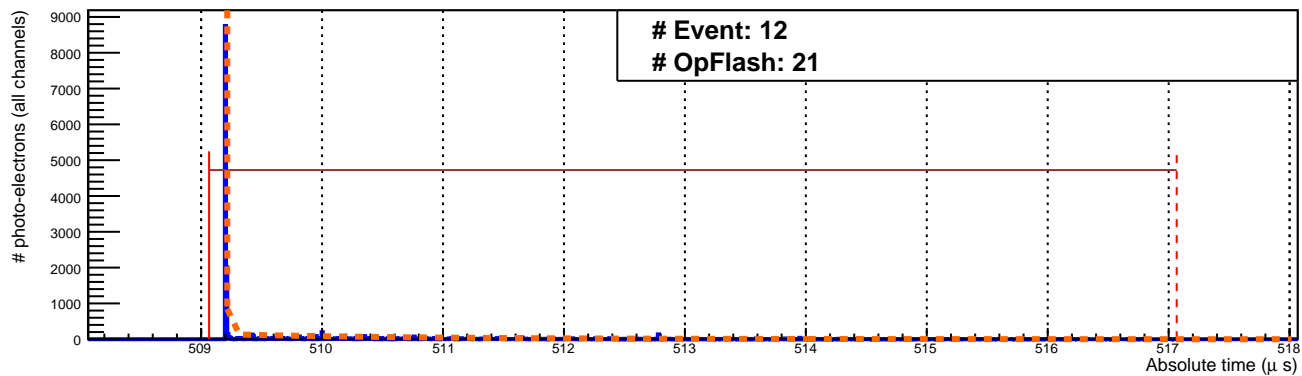 # Event: 12
# OpFlash: 21
# photo-electrons (all channels)
9000
8000
7000
6000
5000
4000
3000
2000
1000
0
509 510 511 512 513 514 515 516 517 518
Absolute time (μ s)